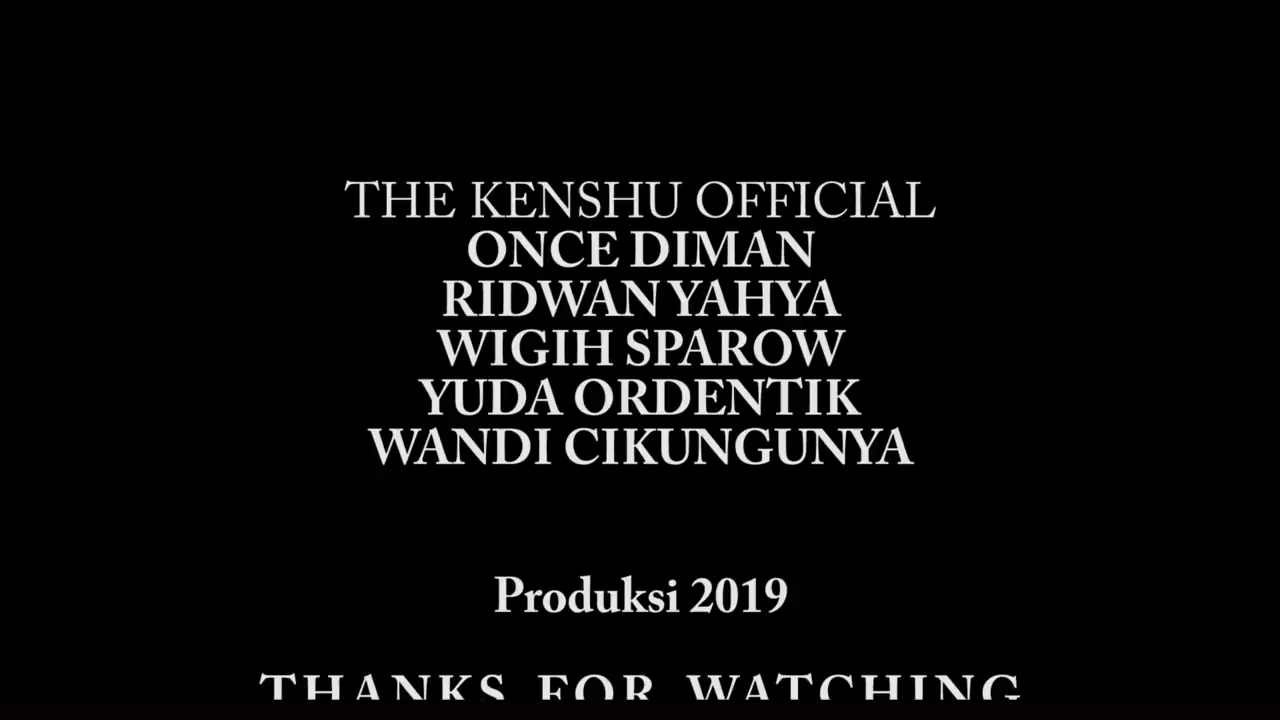 THE KENSHU OFFICIAL
ONCE DIMAN
RIDWAN YAHYA
WIGIH SPAROW
YUDA ORDENTIK
WANDI CIKUNGUNYA
Produksi 2019
THANKS FOR WATCHING